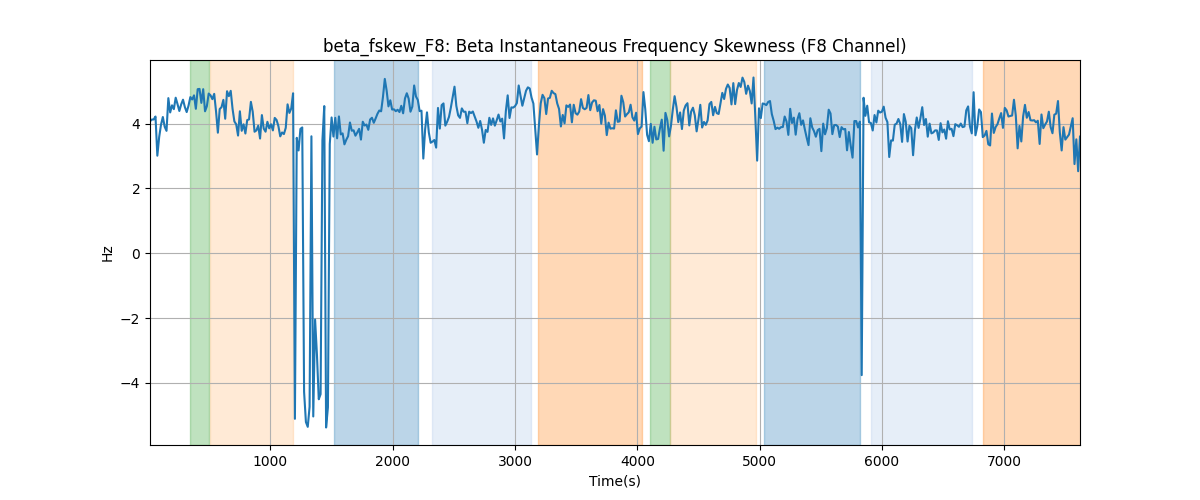 beta_fskew_F8: Beta Instantaneous Frequency Skewness (F8 Channel)
4
2
0
−2
−4
Hz
1000 2000 3000 4000 5000 6000 7000
Time(s)